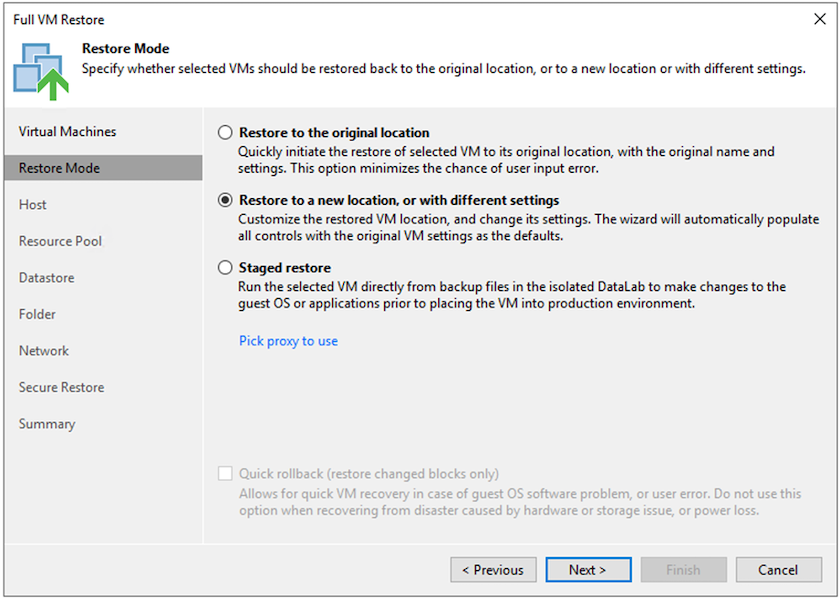 Full VM Restore
Restore Mode
Specify whether selected VMs should be restored back to the original location, or to a new location or with different settings.
Virtual Machines
Restore Mode
Host
Resource Pool
Datastore
Folder
Network
Secure Restore
Summary
Restore to the original location
Quickly initiate the restore of selected VM to its original location, with the original name and
settings. This option minimizes the chance of user input error.
Restore to a new location, or with different settings
Customize the restored VM location, and change its settings. The wizard will automatically populate
all controls with the original VM settings as the defaults.
Staged restore
Run the selected VM directly from backup files in the isolated DataLab to make changes to the
guest OS or applications prior to placing the VM into production environment.
Pick proxy to use
Quick rollback (restore changed blocks only)
Allows for quick VM recovery in case of guest OS software problem, or user error. Do not use this
option when recovering from disaster caused by hardware or storage issue, or power loss.
< Previous
Next >
Finish
Cancel